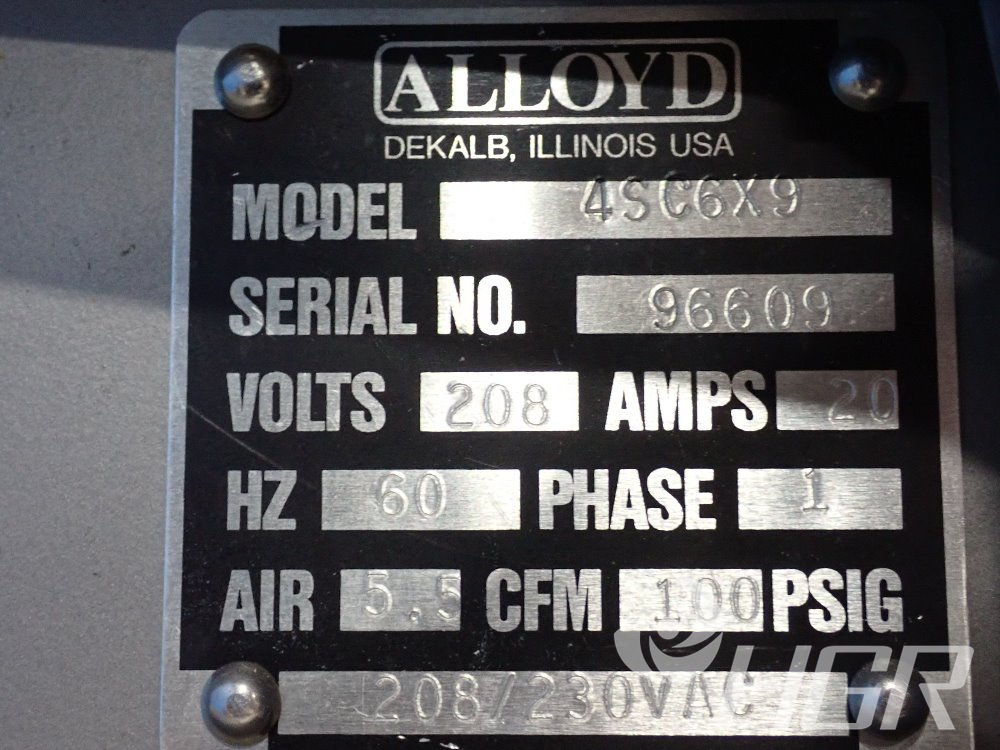 ALLOYD
DEKALB, ILLINOIS USA
MODEL 4SC6X9
SERIAL NO. 96609
VOLTS 208 AMPS 20
HZ 60 PHASE 1
AIR 5.5 CFM 100 PSIG
208/230VAC
HGR